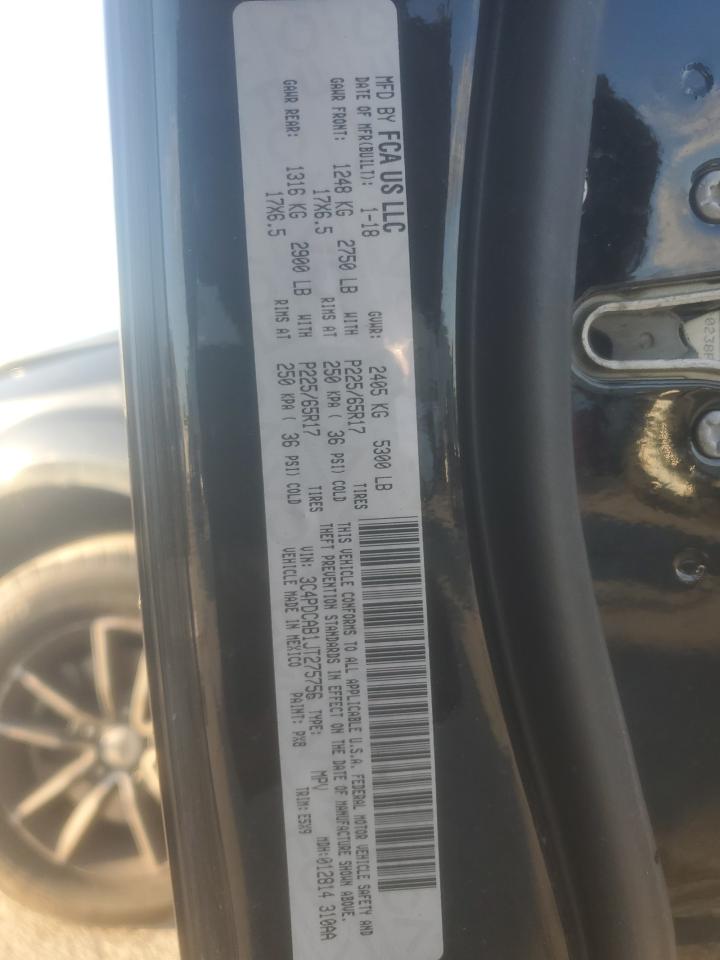 MFD BY FCA US LLC
DATE OF MFR(BUILT): 1-18 GVWR: 2405 KG 5300 LB
GAWR FRONT: 1248 KG 2750 LB WITH P225/65R17 TIRES
17X6.5 RIMS AT 250 KPA ( 36 PSI) COLD
GAWR REAR: 1316 KG 2900 LB WITH P225/65R17 TIRES
17X6.5 RIMS AT 250 KPA ( 36 PSI) COLD
THIS VEHICLE CONFORMS TO ALL APPLICABLE U.S.A. FEDERAL MOTOR VEHICLE SAFETY AND
THEFT PREVENTION STANDARDS IN EFFECT ON THE DATE OF MANUFACTURE SHOWN ABOVE.
VIN: 3C4PDCAB1JT275756 TYPE: MPV MDH:012814 310AA
VEHICLE MADE IN MEXICO PAINT: PX8 TRIM:E5X9